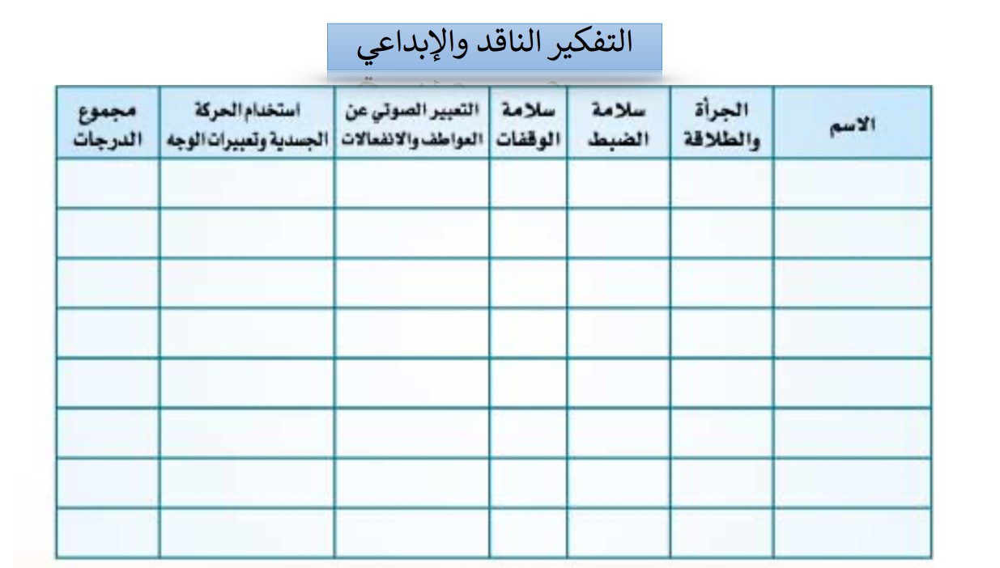 التفكير الناقد والإبداعي
الاسم
الجرأة
والطلاقة
سلامة
الضبط
سلامة
الوقفات
التعبير الصوتي عن
العواطف والانفعالات
استخدام الحركة
الجسدية وتعبيرات الوجه
مجموع
الدرجات